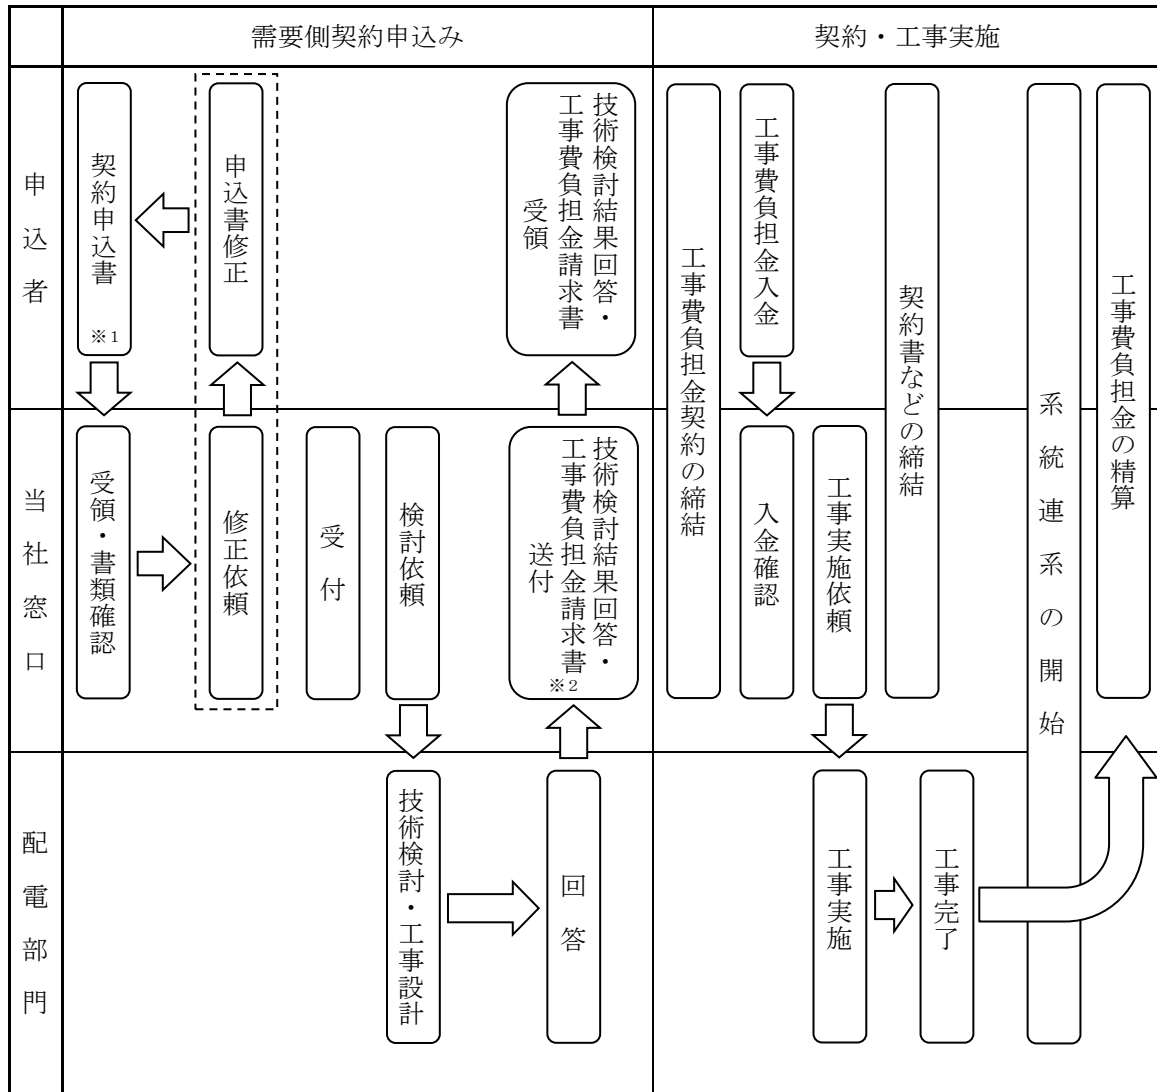 需要側契約申込み
契約・工事実施
申込者
契約申込書
※1
申込書修正
技術検討結果回答・
工事費負担金請求書
受領
工事費負担金契約の締結
工事費負担金入金
契約書などの締結
系統連系の開始
工事費負担金の精算
当社窓口
受領・書類確認
修正依頼
受付
検討依頼
技術検討結果回答・
工事費負担金請求書
送付
※2
入金確認
工事実施依頼
配電部門
技術検討・工事設計
回答
工事実施
工事完了